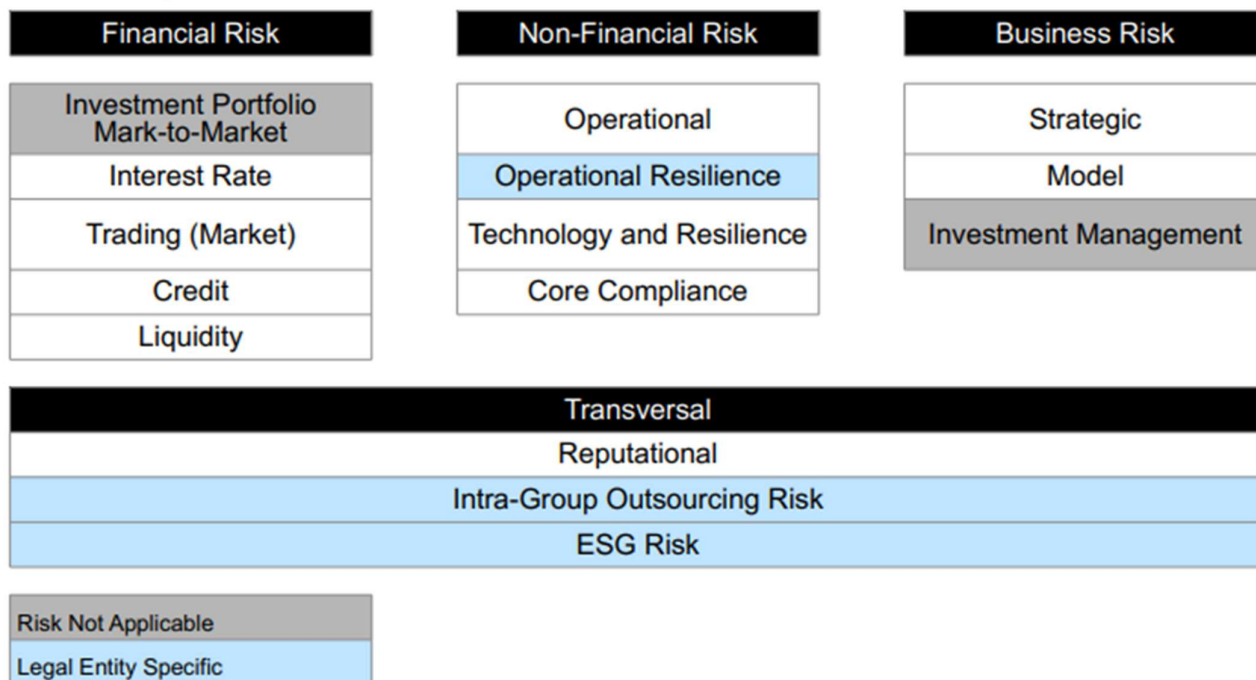 Financial Risk
Investment Portfolio
Mark-to-Market
Interest Rate
Trading (Market)
Credit
Liquidity
Non-Financial Risk
Operational
Operational Resilience
Technology and Resilience
Core Compliance
Business Risk
Strategic
Model
Investment Management
Transversal
Reputational
Intra-Group Outsourcing Risk
ESG Risk
Risk Not Applicable
Legal Entity Specific